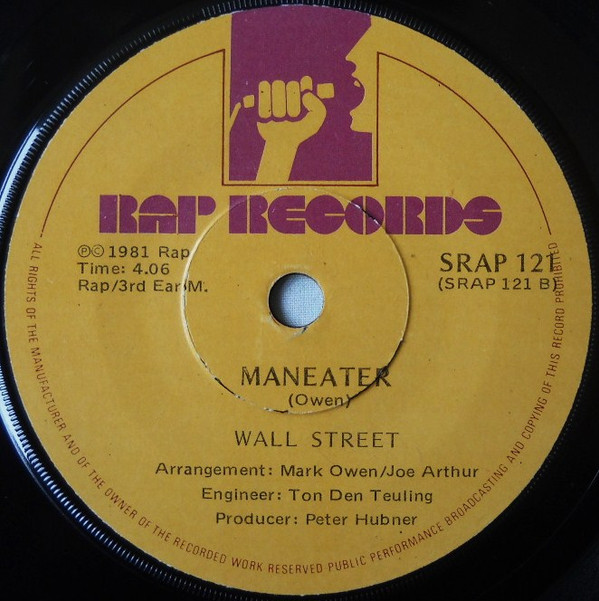 RAP RECORDS
℗© 1981 Rap
Time: 4.06
Rap/3rd Ear M.
SRAP 121
(SRAP 121 B)
MANEATER
(Owen)
WALL STREET
Arrangement: Mark Owen/Joe Arthur
Engineer: Ton Den Teuling
Producer: Peter Hubner
ALL RIGHTS OF THE MANUFACTURER AND OF THE OWNER OF THE RECORDED WORK RESERVED PUBLIC PERFORMANCE BROADCASTING AND COPYING OF THIS RECORD PROHIBITED